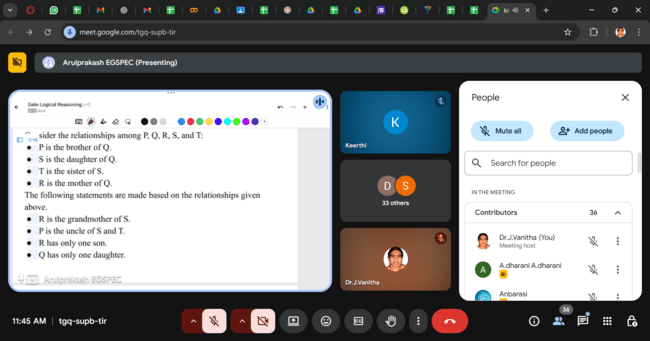 meet.google.com/tgq-supb-tir
Arulprakash EGSPEC (Presenting)
Gate Logical Reasoning
sider the relationships among P, Q, R, S, and T:
● P is the brother of Q.
● S is the daughter of Q.
● T is the sister of S.
● R is the mother of Q.
The following statements are made based on the relationships given
above.
● R is the grandmother of S.
● P is the uncle of S and T.
● R has only one son.
● Q has only one daughter.
Arulprakash EGSPEC
K
Keerthi
D S
33 others
Dr.J.Vanitha
People
Mute all
Add people
Search for people
IN THE MEETING
Contributors 36
Dr.J.Vanitha (You)
Meeting host
A A.dharani A.dharani
Anbarasi
11:45 AM | tgq-supb-tir
36